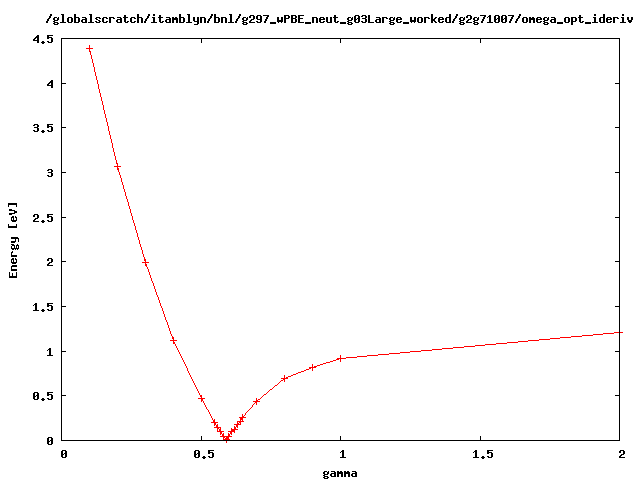 /globalscratch/itamblyn/bnl/g297_wPBE_neut_g03Large_worked/g2g71007/omega_opt_ideriv
4.5
4
3.5
3
2.5
2
1.5
1
0.5
0
Energy [eV]
0 0.5 1 1.5 2
gamma